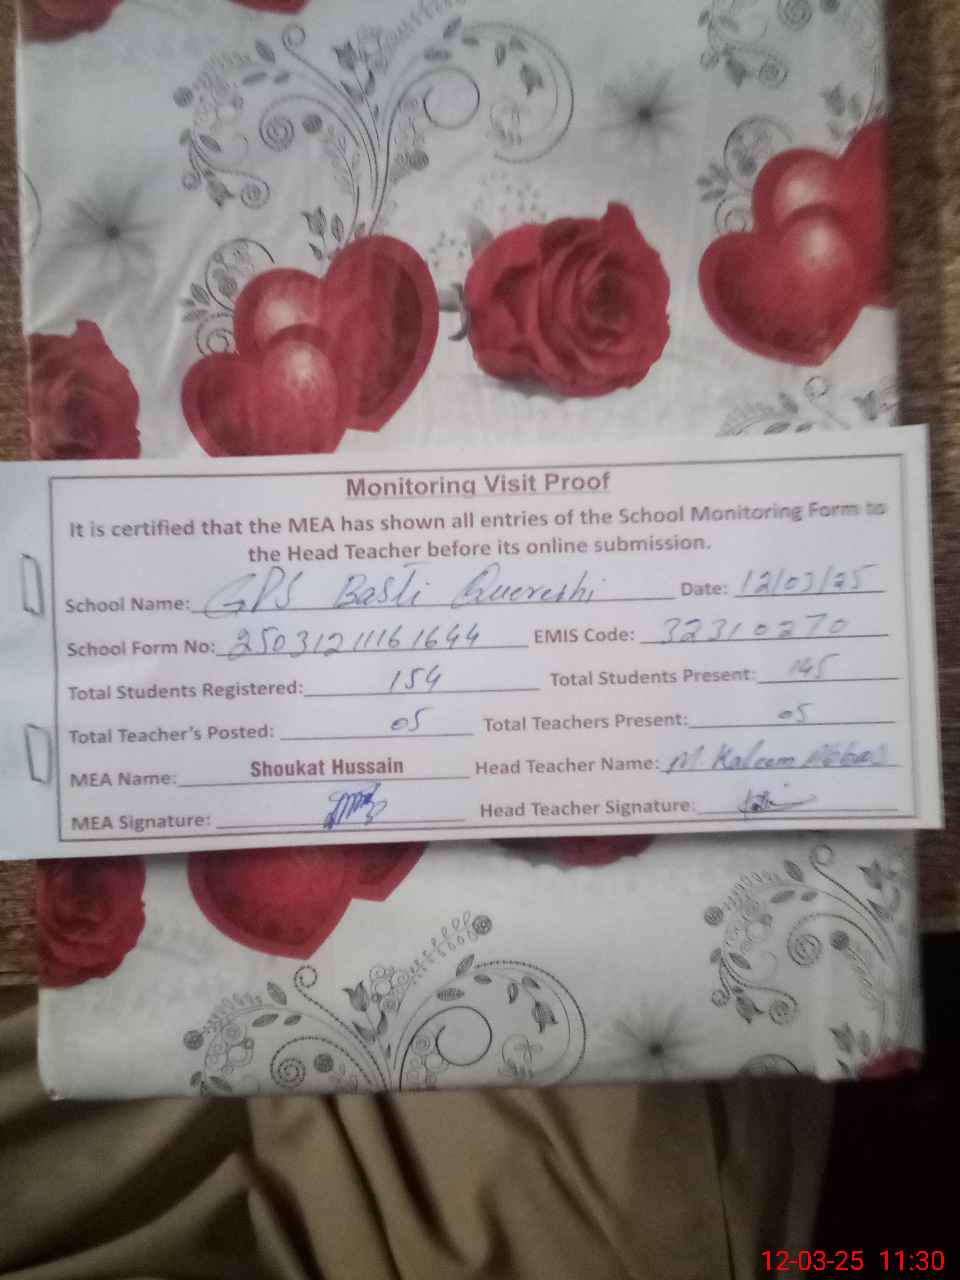 Monitoring Visit Proof
It is certified that the MEA has shown all entries of the School Monitoring Form to
the Head Teacher before its online submission.
School Name: GPS Basti Quereshi Date: 12/03/25
School Form No: 25031211161644 EMIS Code: 32310270
Total Students Registered: 154 Total Students Present: 145
Total Teacher's Posted: 05 Total Teachers Present: 05
MEA Name: Shoukat Hussain Head Teacher Name: M. Kaleem Abbas
MEA Signature: Head Teacher Signature:
12-03-25 11:30